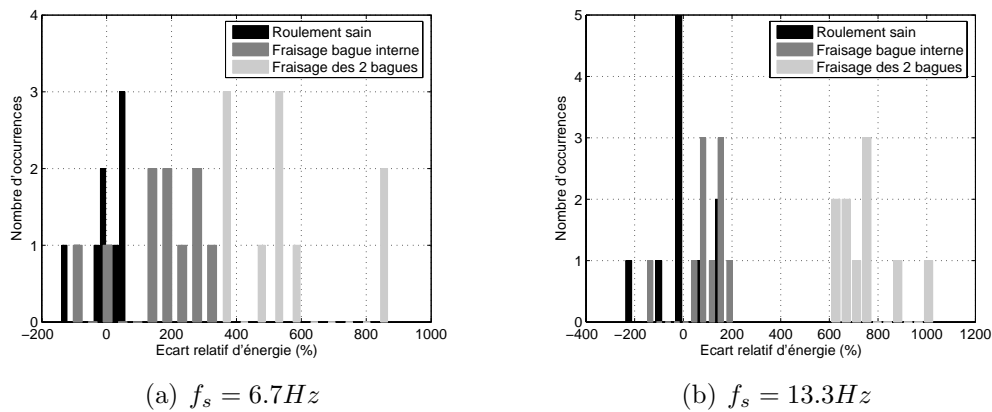 4
3
2
1
0
Nombre d'occurrences
−200 0 200 400 600 800 1000
Ecart relatif d'énergie (%)
Roulement sain
Fraisage bague interne
Fraisage des 2 bagues
(a) f_s = 6.7Hz
5
4
3
2
1
0
Nombre d'occurrences
−400 −200 0 200 400 600 800 1000 1200
Ecart relatif d'énergie (%)
Roulement sain
Fraisage bague interne
Fraisage des 2 bagues
(b) f_s = 13.3Hz